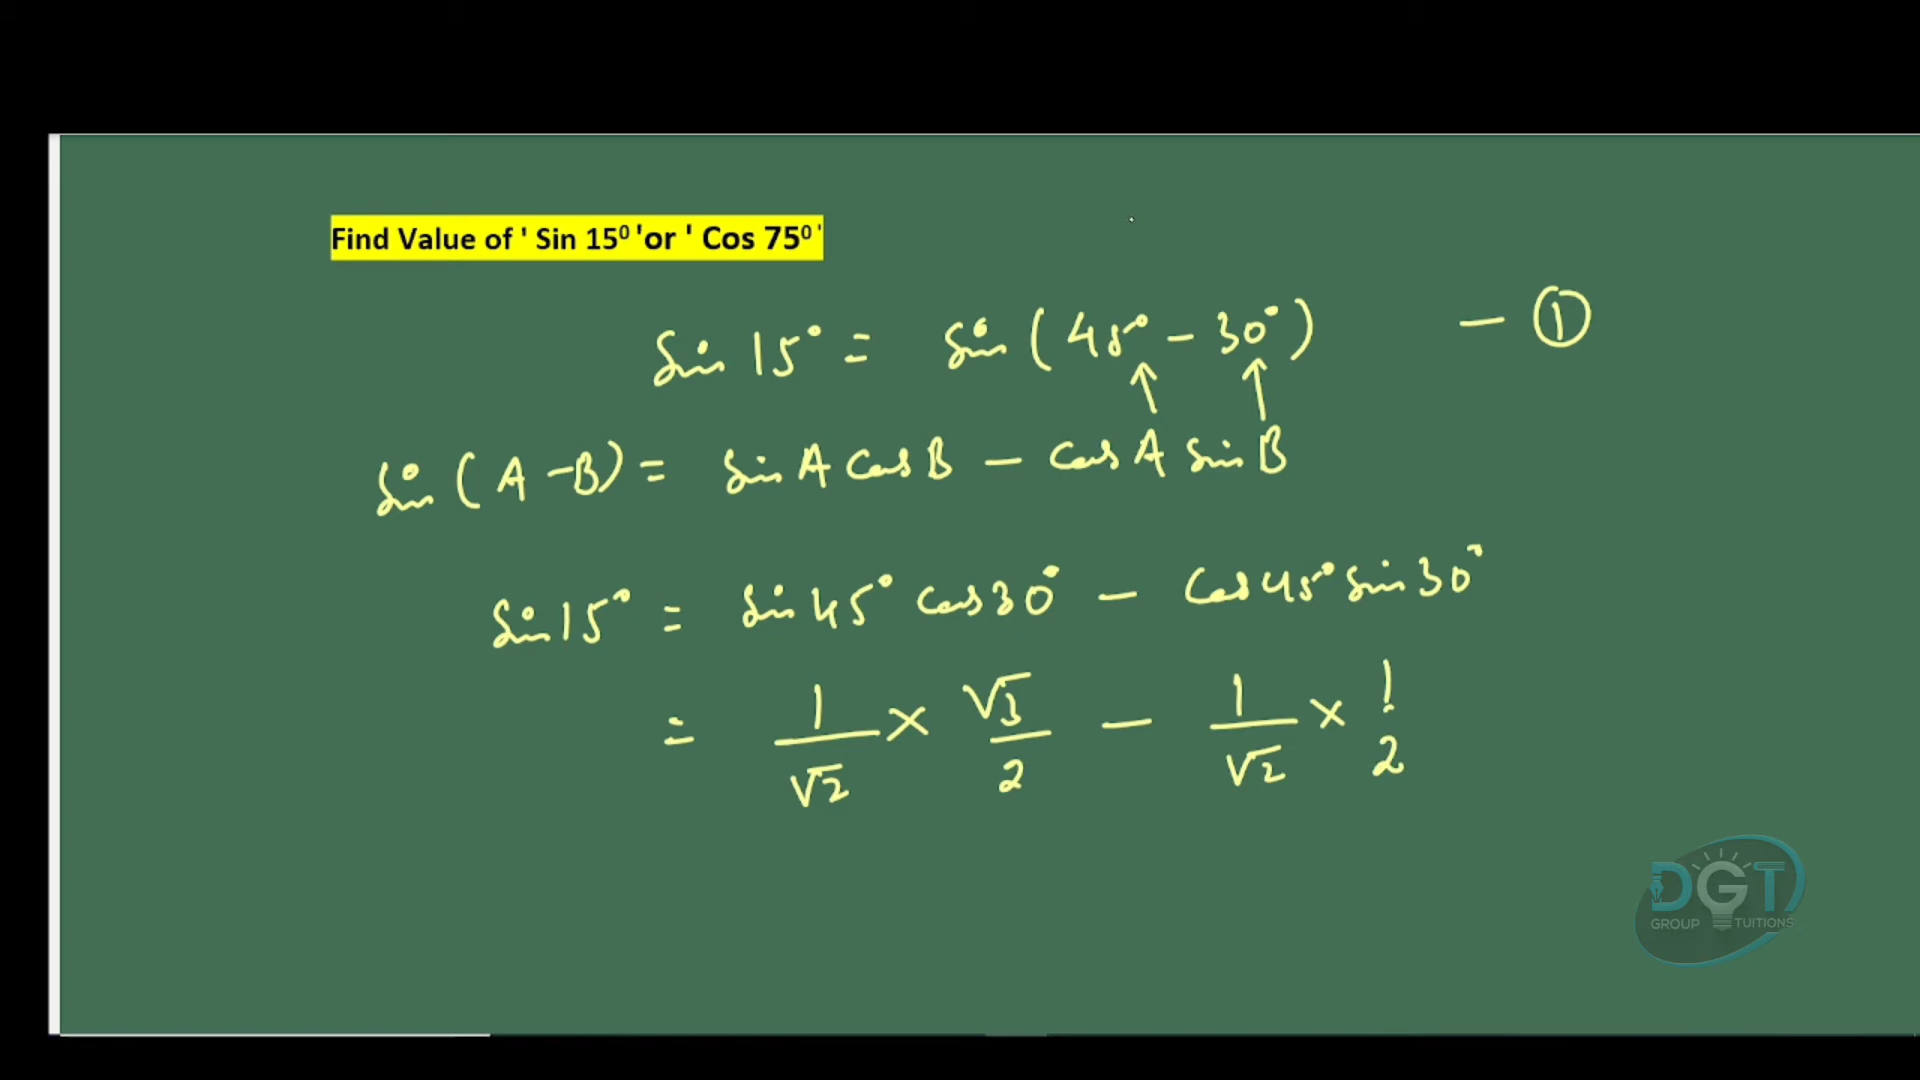 Find Value of ' Sin 15⁰ 'or ' Cos 75⁰ '
Sin 15° = Sin (45° - 30°) - ①
Sin (A - B) = Sin A Cos B - Cos A Sin B
Sin 15° = Sin 45° Cos 30° - Cos 45° Sin 30°
= 1/√2 × √3/2 - 1/√2 × 1/2
DGT
GROUP TUITIONS